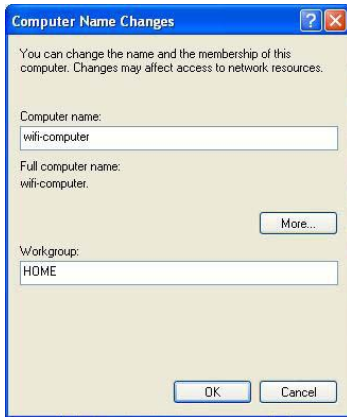 Computer Name Changes
You can change the name and the membership of this
computer. Changes may affect access to network resources.
Computer name:
wifi-computer
Full computer name:
wifi-computer.
More...
Workgroup:
HOME
OK Cancel